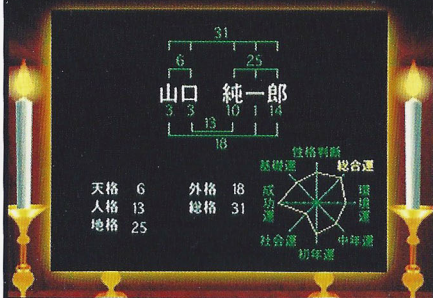 31
6 25
山口 純一郎
3 3 10 1 14
13
18
性格判断
基礎運 総合運
成功運 環境運
社会運 中年運
初年運
天格 6 外格 18
人格 13 総格 31
地格 25